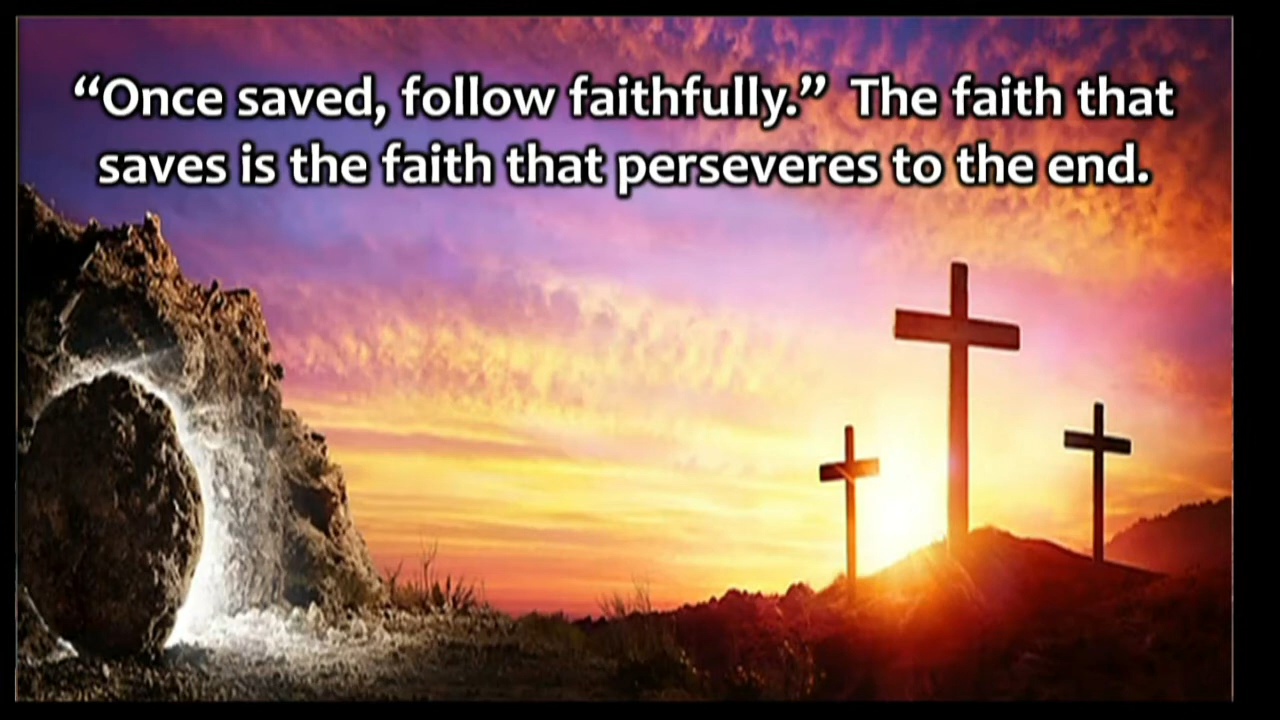 “Once saved, follow faithfully.” The faith that
saves is the faith that perseveres to the end.